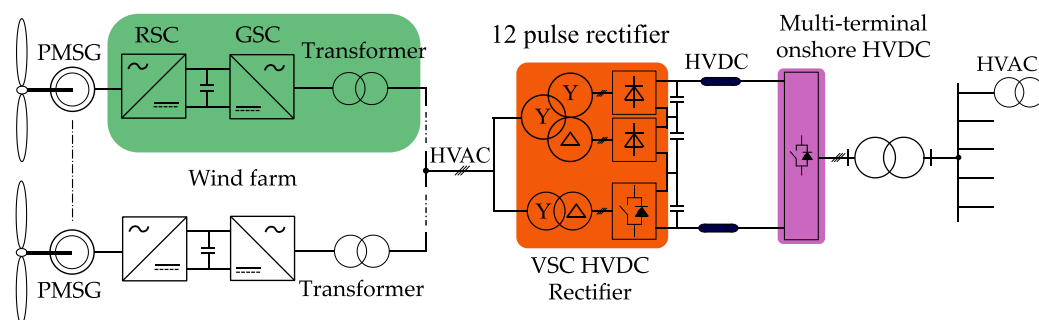 PMSG
RSC
GSC
Transformer
12 pulse rectifier
HVDC
Multi-terminal
onshore HVDC
HVAC
Y
Y
Δ
HVAC
Wind farm
Y
Δ
PMSG
Transformer
VSC HVDC
Rectifier